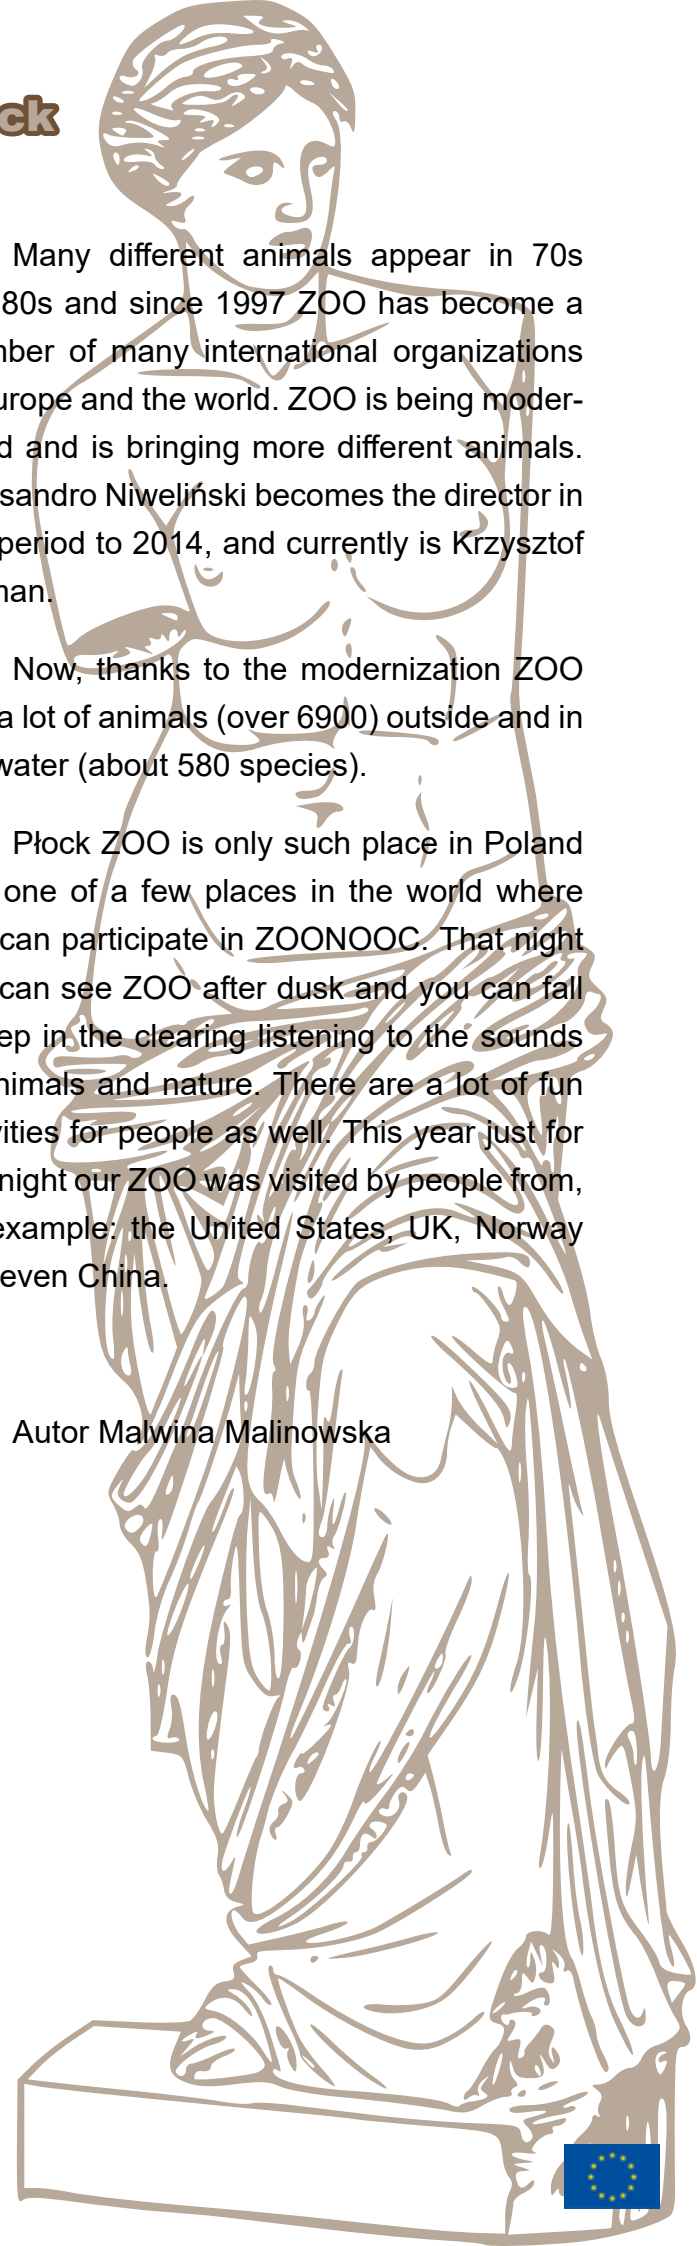 ck
Many different animals appear in 70s
80s and since 1997 ZOO has become a
mber of many international organizations
urope and the world. ZOO is being moder-
d and is bringing more different animals.
sandro Niweliński becomes the director in
period to 2014, and currently is Krzysztof
man.
Now, thanks to the modernization ZOO
a lot of animals (over 6900) outside and in
water (about 580 species).
Płock ZOO is only such place in Poland
one of a few places in the world where
can participate in ZOONOOC. That night
can see ZOO after dusk and you can fall
ep in the clearing listening to the sounds
nimals and nature. There are a lot of fun
vities for people as well. This year just for
night our ZOO was visited by people from,
example: the United States, UK, Norway
even China.
Autor Malwina Malinowska